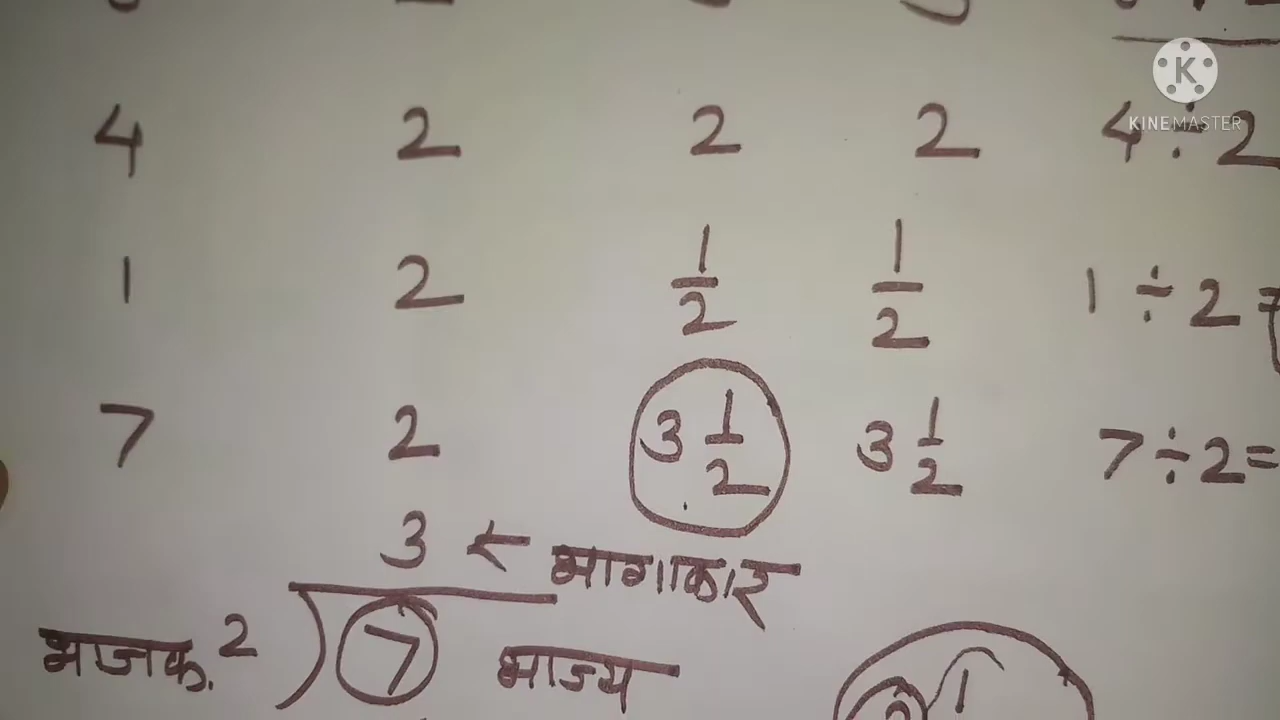 KINEMASTER
4 2 2 2 4÷2
1 2 1/2 1/2 1÷2=
7 2 3 1/2 3 1/2 7÷2=
3 ← भागाकार
भाजक. 2 ) 7 भाज्य
1